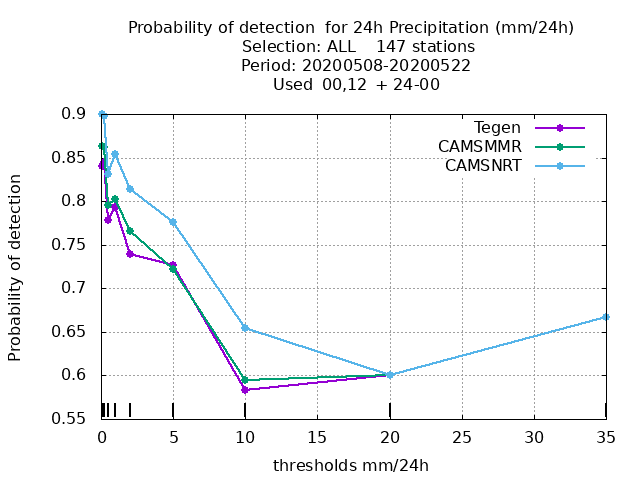 Probability of detection  for 24h Precipitation (mm/24h)
Selection: ALL    147 stations
Period: 20200508-20200522
Used  00,12  + 24-00
0.9
0.85
0.8
0.75
0.7
0.65
0.6
0.55
Probability of detection
Tegen
CAMSMMR
CAMSNRT
0 5 10 15 20 25 30 35
thresholds mm/24h